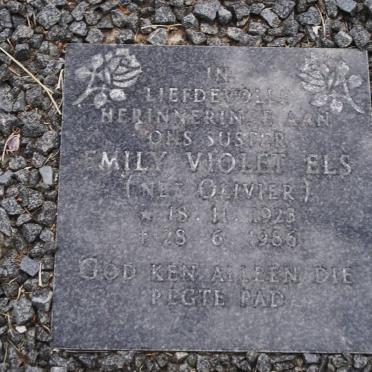 IN
LIEFDEVOLLE
HERINNERINGE AAN
ONS SUSTER
EMILY VIOLET ELS
(NEE OLIVIER)
* 18.11.1923
† 28.6.1986
GOD KEN ALLEEN DIE
REGTE PAD.